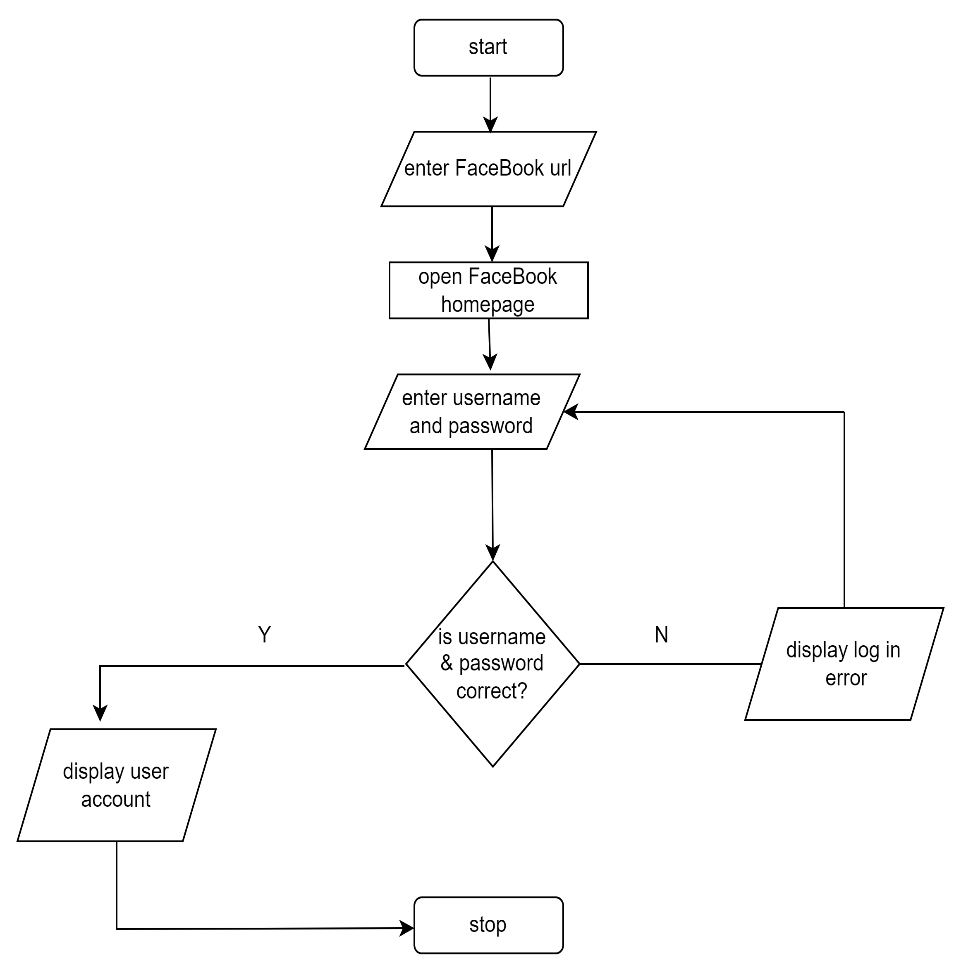 start
enter FaceBook url
open FaceBook
homepage
enter username
and password
Y
N
is username
& password
correct?
display log in
error
display user
account
stop